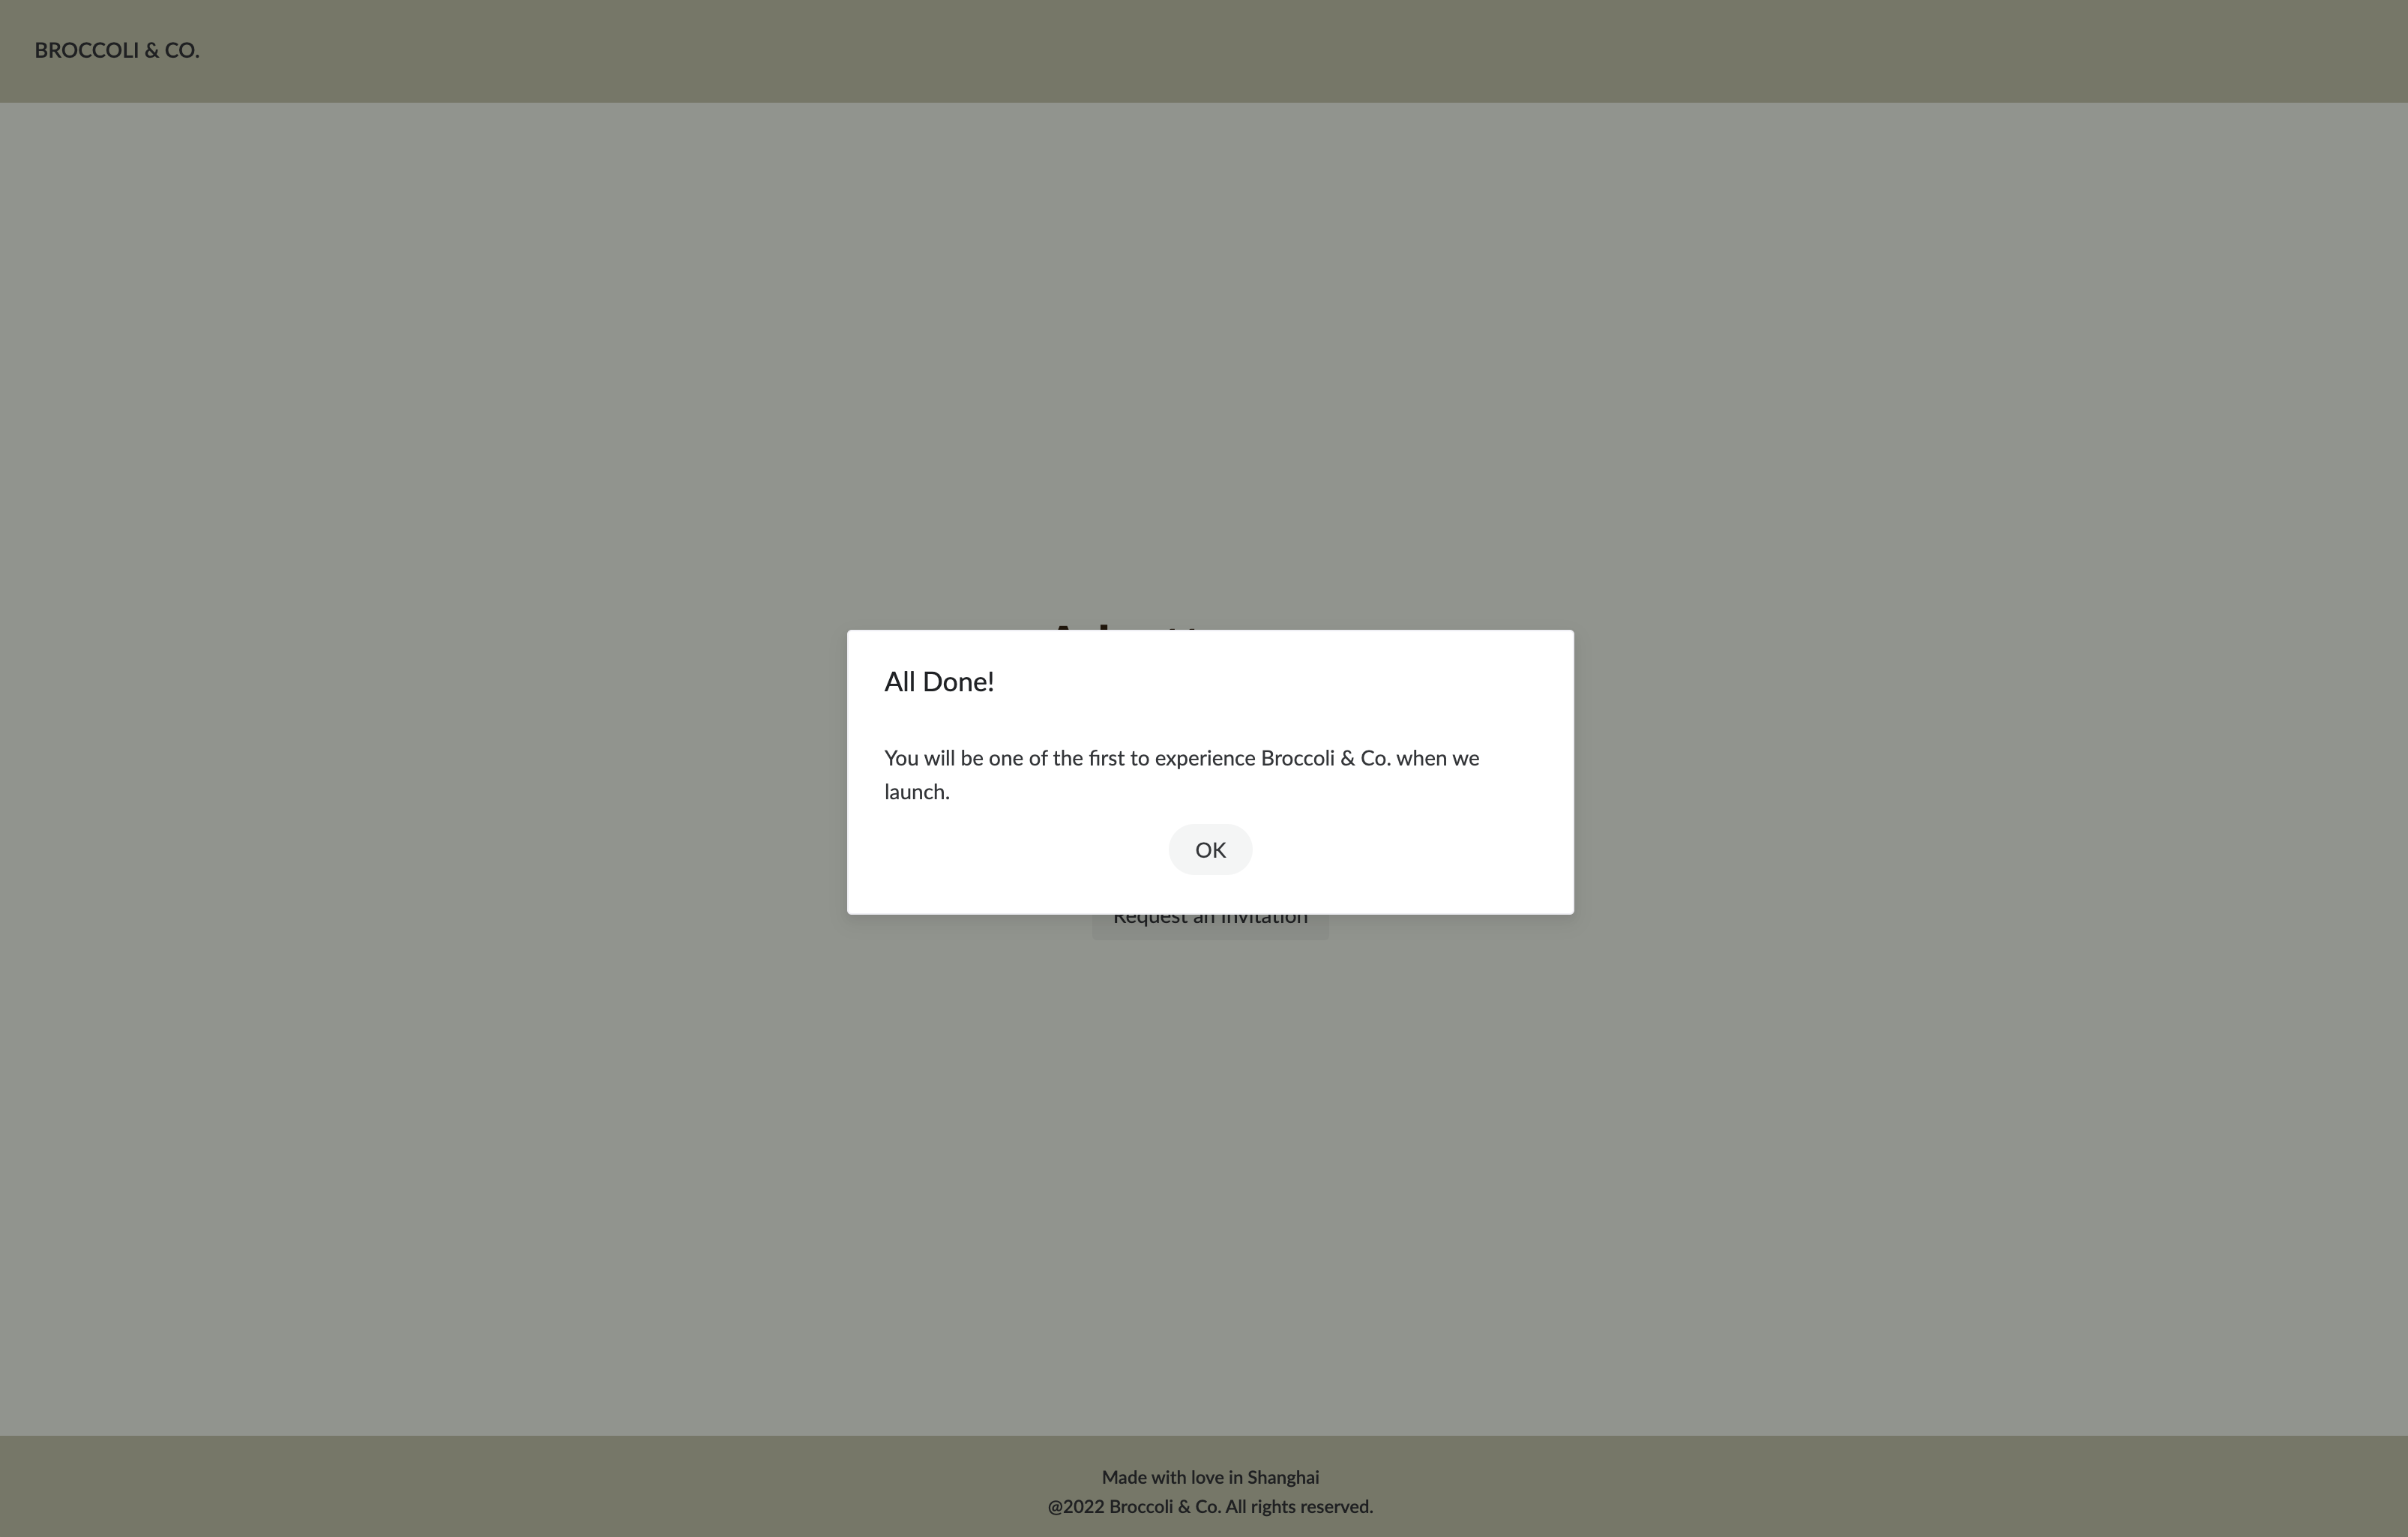 BROCCOLI & CO.
All Done!
You will be one of the first to experience Broccoli & Co. when we
launch.
OK
Request an invitation
Made with love in Shanghai
@2022 Broccoli & Co. All rights reserved.